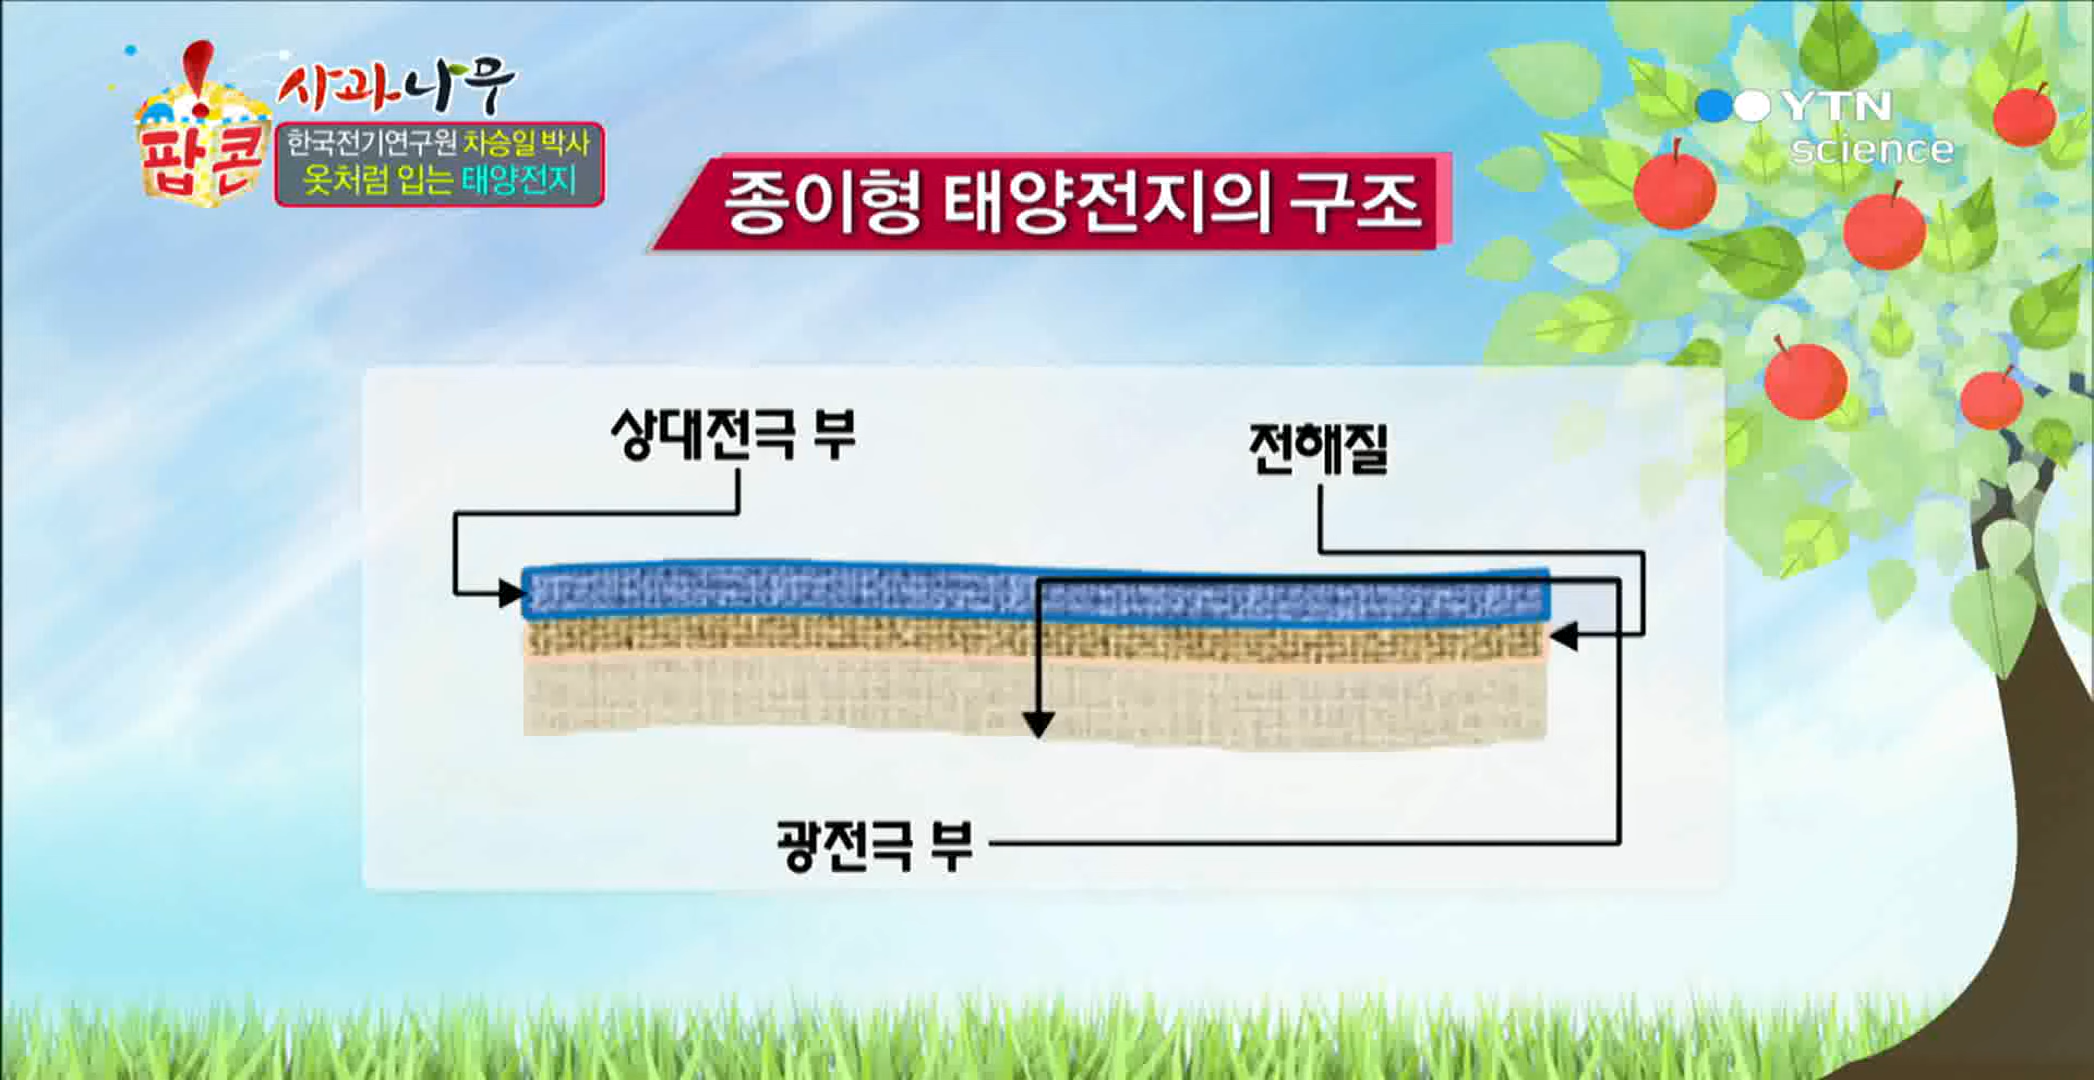 사과나무
팝콘
한국전기연구원 차승일 박사
옷처럼 입는 태양전지
YTN
science
종이형 태양전지의 구조
상대전극 부
전해질
광전극 부